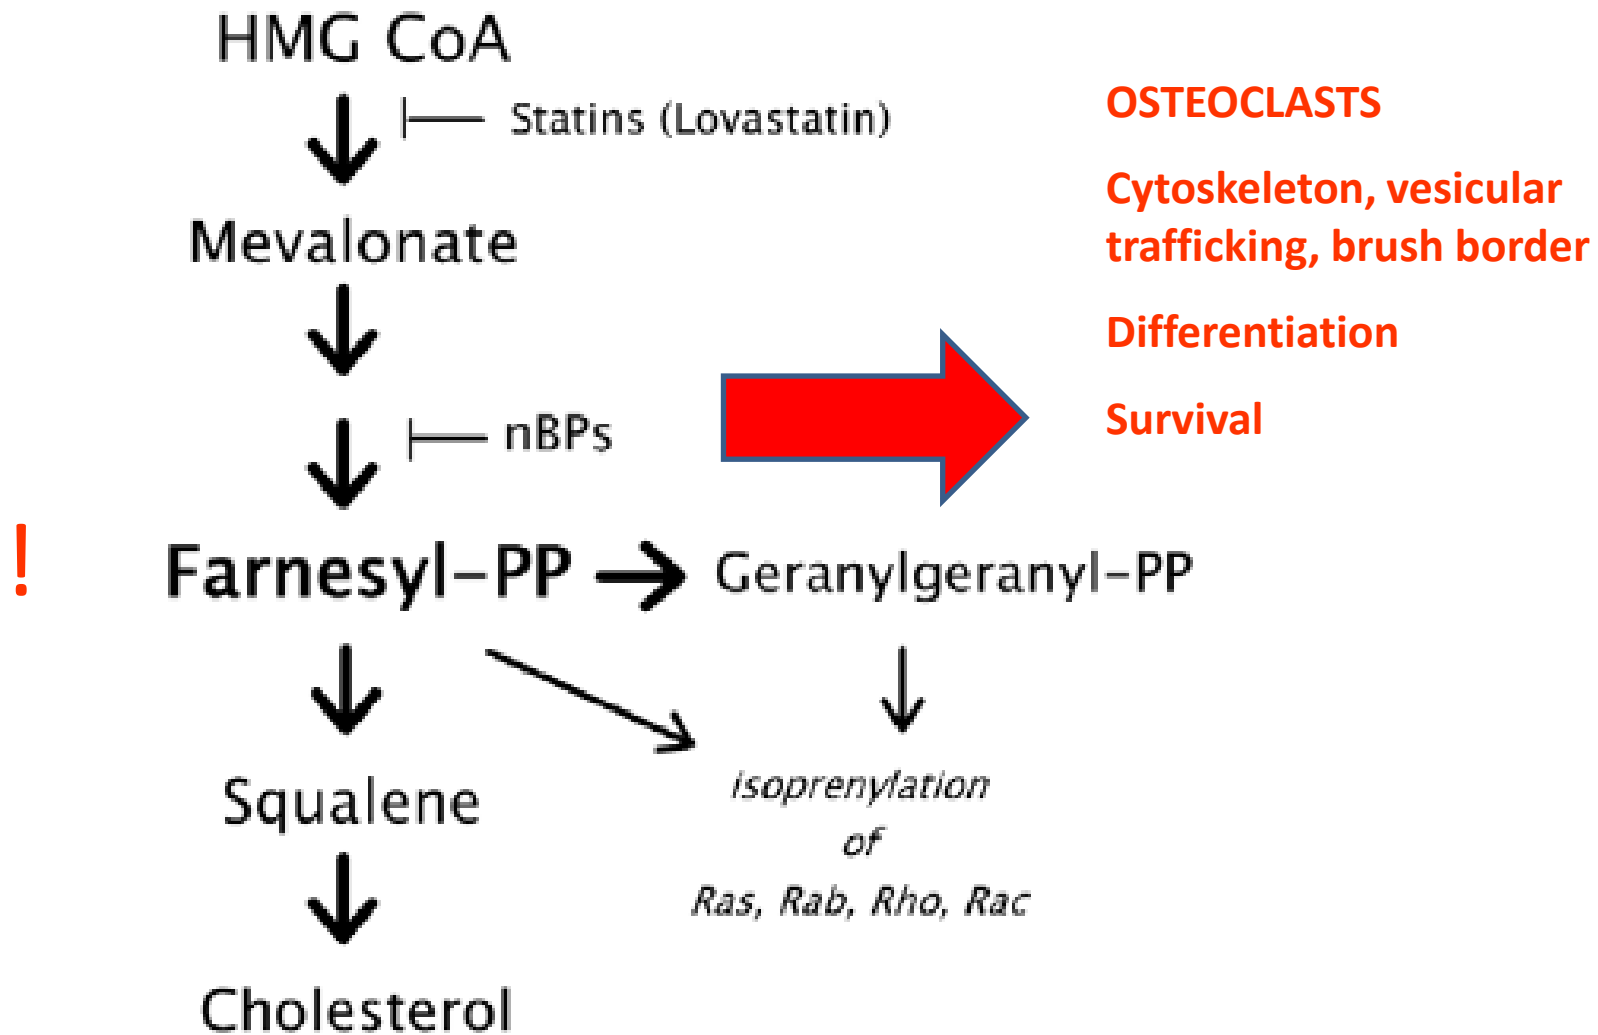 HMG CoA
Statins (Lovastatin)
Mevalonate
nBPs
! Farnesyl-PP Geranylgeranyl-PP
Squalene
isoprenylation
of
Ras, Rab, Rho, Rac
Cholesterol
OSTEOCLASTS
Cytoskeleton, vesicular
trafficking, brush border
Differentiation
Survival